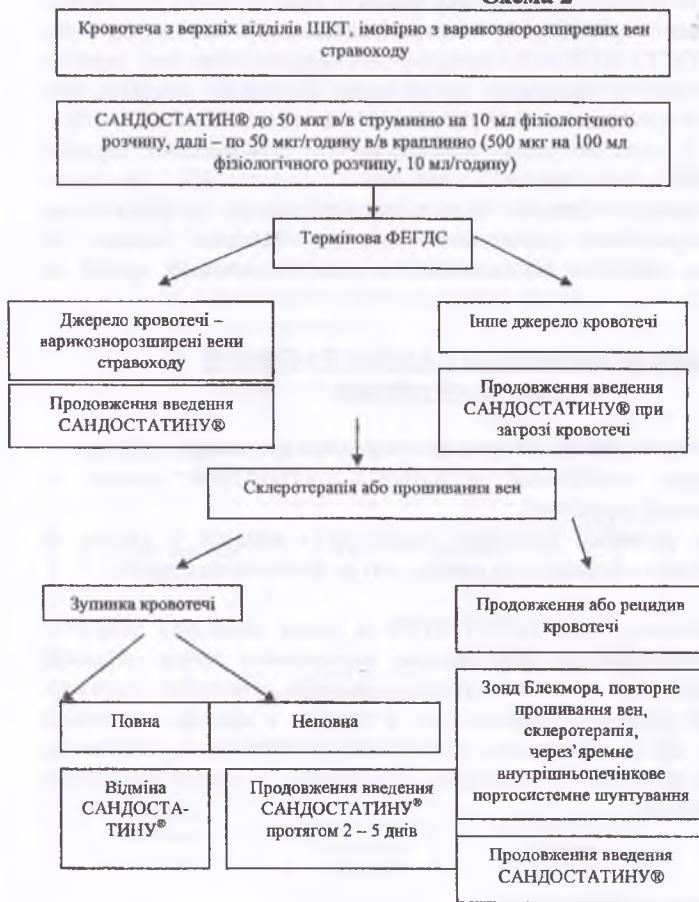 Схема 2
Кровотеча з верхніх відділів ШКТ, імовірно з варикознорозширених вен
стравоходу
САНДОСТАТИН® до 50 мкг в/в струминно на 10 мл фізіологічного
розчину, далі – по 50 мкг/годину в/в краплинно (500 мкг на 100 мл
фізіологічного розчину, 10 мл/годину)
Термінова ФЕГДС
Джерело кровотечі –
варикознорозширені вени
стравоходу
Продовження введення
САНДОСТАТИНУ®
Інше джерело кровотечі
Продовження введення
САНДОСТАТИНУ® при
загрозі кровотечі
Склеротерапія або прошивання вен
Зупинка кровотечі
Повна
Неповна
Відміна
САНДОСТА-
ТИНУ®
Продовження введення
САНДОСТАТИНУ®
протягом 2 – 5 днів
Продовження або рецидив
кровотечі
Зонд Блекмора, повторне
прошивання вен,
склеротерапія,
через’яремне
внутрішньопечінкове
портосистемне шунтування
Продовження введення
САНДОСТАТИНУ®